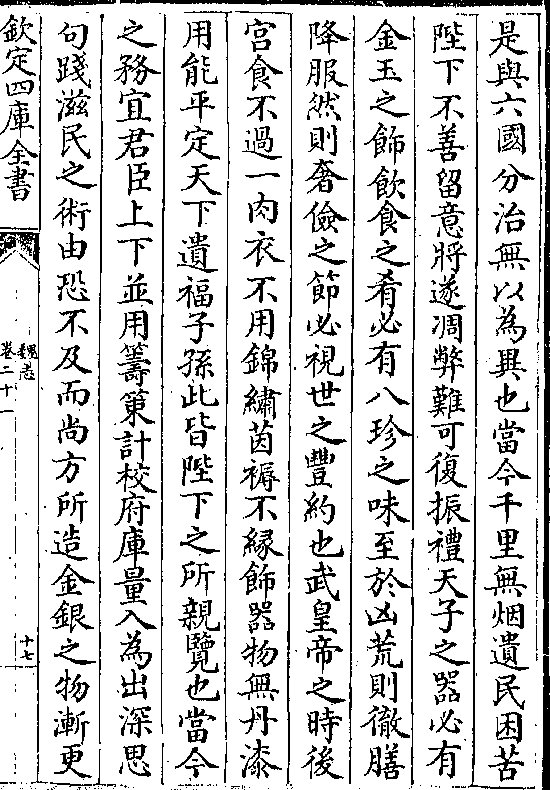 是與六國分治無以為異也當今千里無烟遺民困苦
陛下不善留意將遂凋弊難可復振禮天子之器必有
金玉之飾飲食之肴必有八珍之味至於凶荒則徹膳
降服然則奢儉之節必視世之豐約也武皇帝之時後
宫食不過一肉衣不用錦繡茵褥不縁飾器物無丹漆
用能平定天下遺福子孫此皆陛下之所親覽也當今
之務宜君臣上下並用籌策計校府庫量入為出深思
句踐滋民之術由恐不及而尚方所造金銀之物漸更
欽定四庫全書
魏志
卷二十一
十七